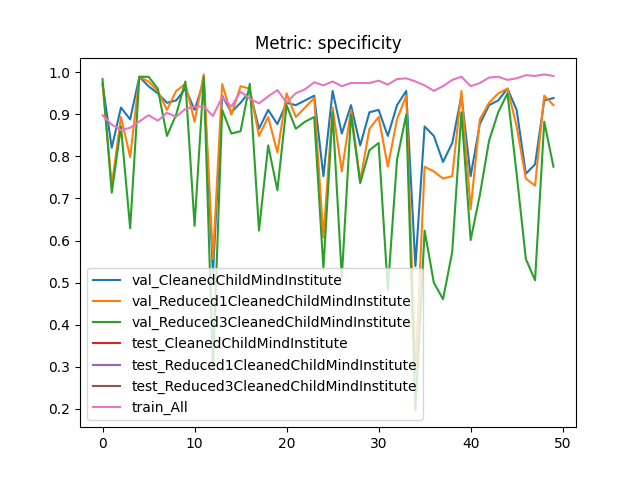 Metric: specificity
1.0
0.9
0.8
0.7
0.6
0.5
0.4
0.3
0.2
val_CleanedChildMindInstitute
val_Reduced1CleanedChildMindInstitute
val_Reduced3CleanedChildMindInstitute
test_CleanedChildMindInstitute
test_Reduced1CleanedChildMindInstitute
test_Reduced3CleanedChildMindInstitute
train_All
0 10 20 30 40 50